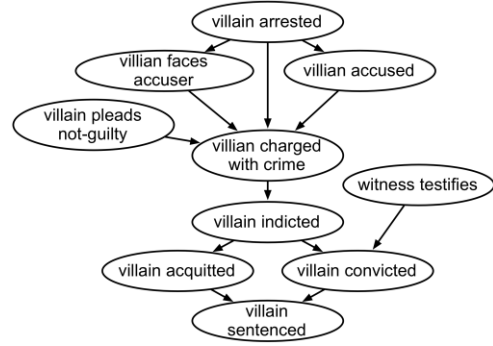 villain arrested
villian faces
accuser
villian accused
villain pleads
not-guilty
villian charged
with crime
witness testifies
villain indicted
villain acquitted
villain convicted
villain
sentenced